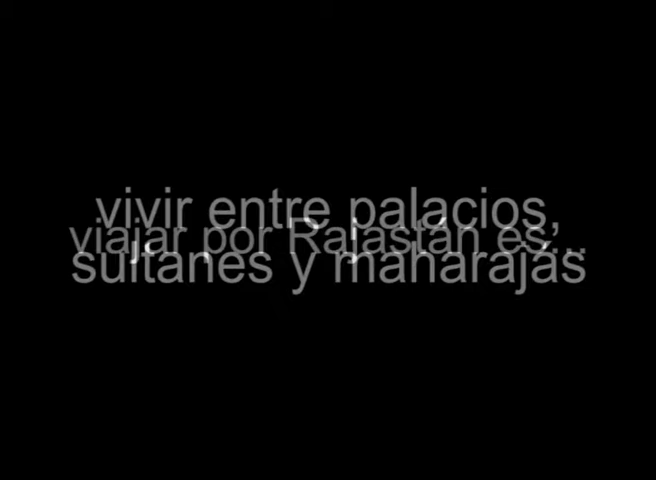 vivir entre palacios,
viajar por Rajastán es...
sultanes y maharajas